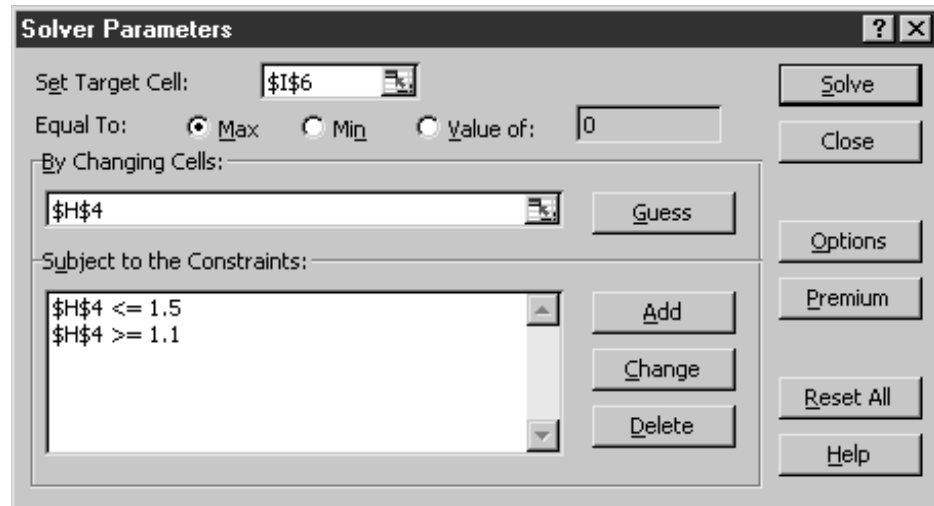 Solver Parameters
? X
Set Target Cell: $I$6
Solve
Equal To: Max Min Value of: 0
Close
By Changing Cells:
$H$4
Guess
Options
Subject to the Constraints:
$H$4 <= 1.5
$H$4 >= 1.1
Add
Premium
Change
Reset All
Delete
Help